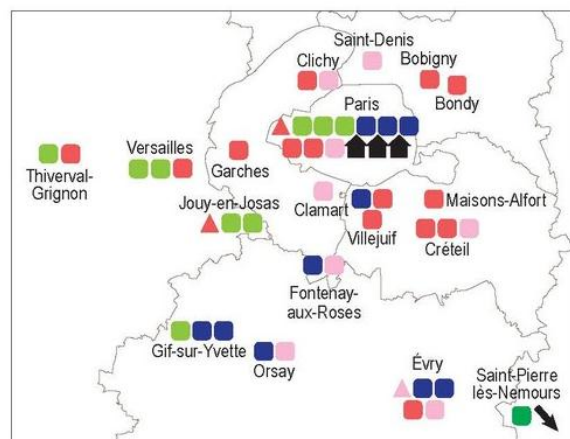 Saint-Denis
Clichy
Bobigny
Bondy
Paris
Versailles
Thiverval-
Grignon
Garches
Jouy-en-Josas
Clamart
Maisons-Alfort
Villejuif
Créteil
Fontenay-
aux-Roses
Gif-sur-Yvette
Orsay
Évry
Saint-Pierre
lès-Nemours